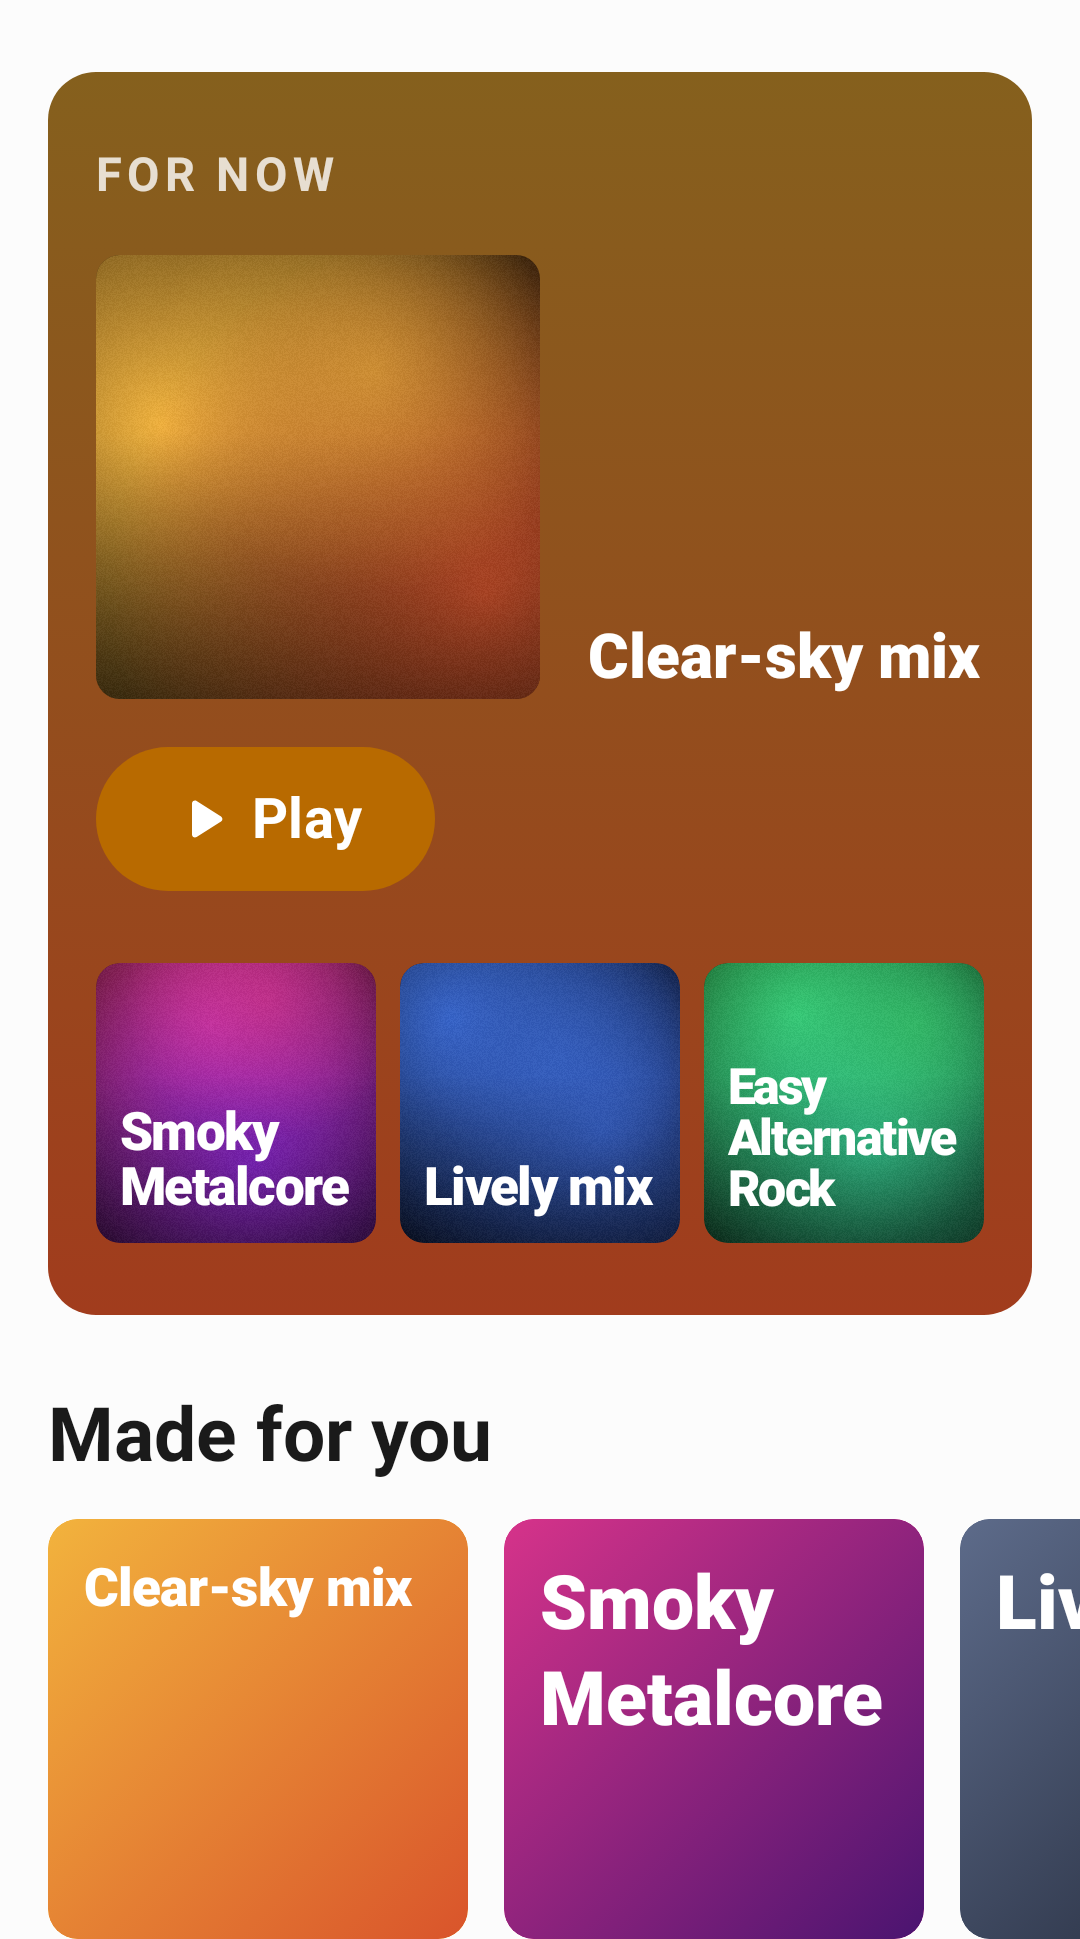 FOR NOW
Clear-sky mix
Play
Smoky
Metalcore
Lively mix
Easy
Alternative
Rock
Made for you
Clear-sky mix
Smoky
Metalcore